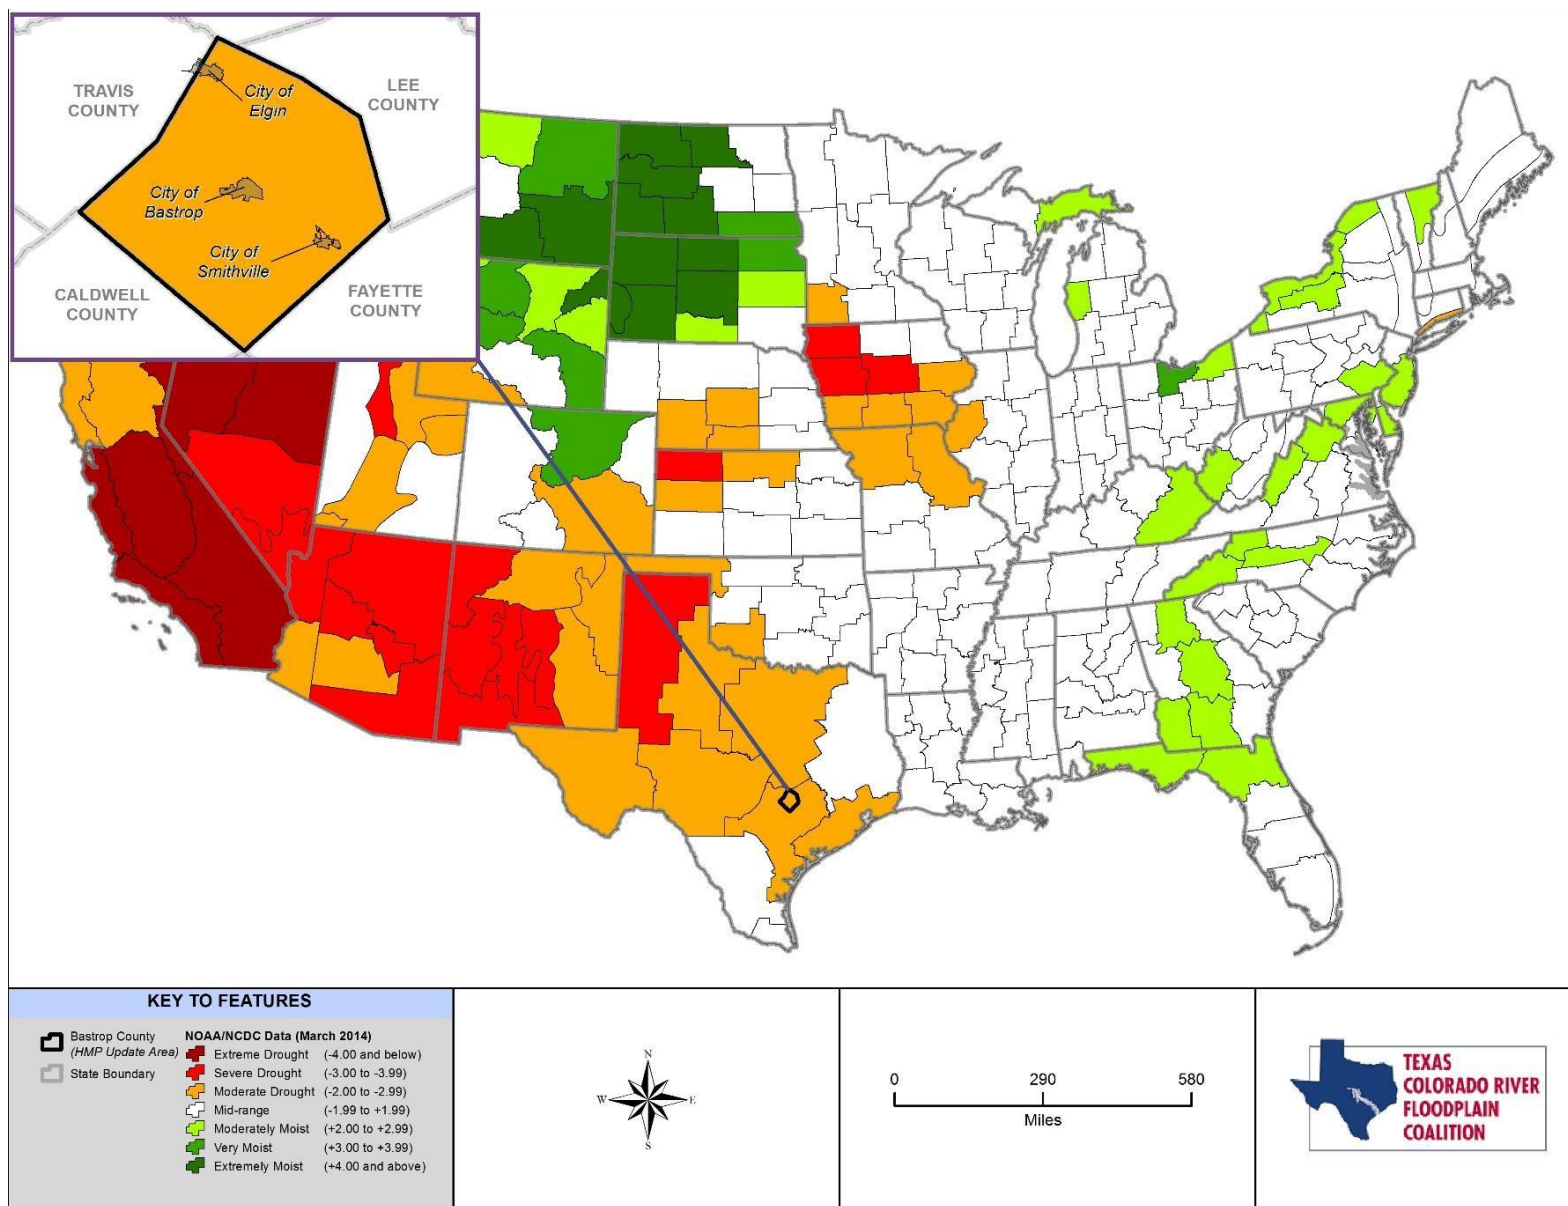 TRAVIS
COUNTY
LEE
COUNTY
City of
Elgin
City of
Bastrop
City of
Smithville
CALDWELL
COUNTY
FAYETTE
COUNTY
KEY TO FEATURES
Bastrop County
(HMP Update Area)
State Boundary
NOAA/NCDC Data (March 2014)
Extreme Drought (-4.00 and below)
Severe Drought (-3.00 to -3.99)
Moderate Drought (-2.00 to -2.99)
Mid-range (-1.99 to +1.99)
Moderately Moist (+2.00 to +2.99)
Very Moist (+3.00 to +3.99)
Extremely Moist (+4.00 and above)
N
W E
S
0 290 580
Miles
TEXAS
COLORADO RIVER
FLOODPLAIN
COALITION